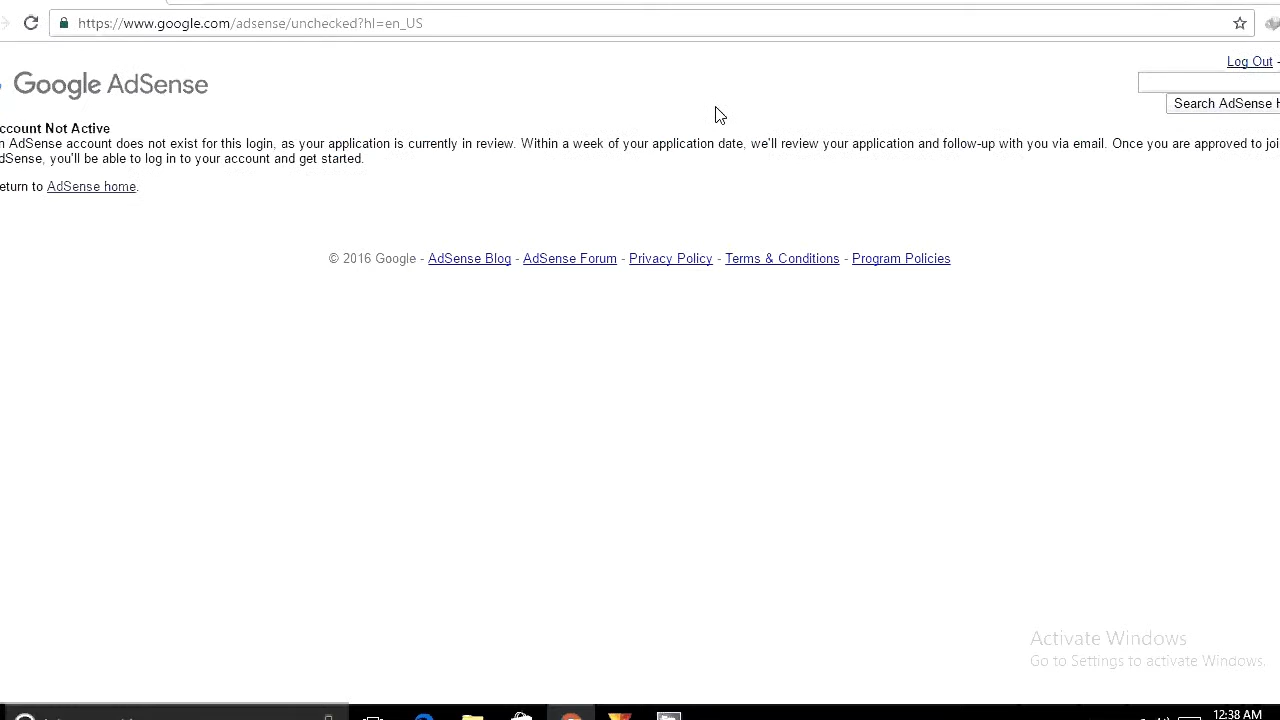 https://www.google.com/adsense/unchecked?hl=en_US
Log Out -
Google AdSense
Search AdSense H
ccount Not Active
n AdSense account does not exist for this login, as your application is currently in review. Within a week of your application date, we'll review your application and follow-up with you via email. Once you are approved to joi
dSense, you'll be able to log in to your account and get started.
eturn to AdSense home.
© 2016 Google - AdSense Blog - AdSense Forum - Privacy Policy - Terms & Conditions - Program Policies
Activate Windows
Go to Settings to activate Windows.
12:38 AM